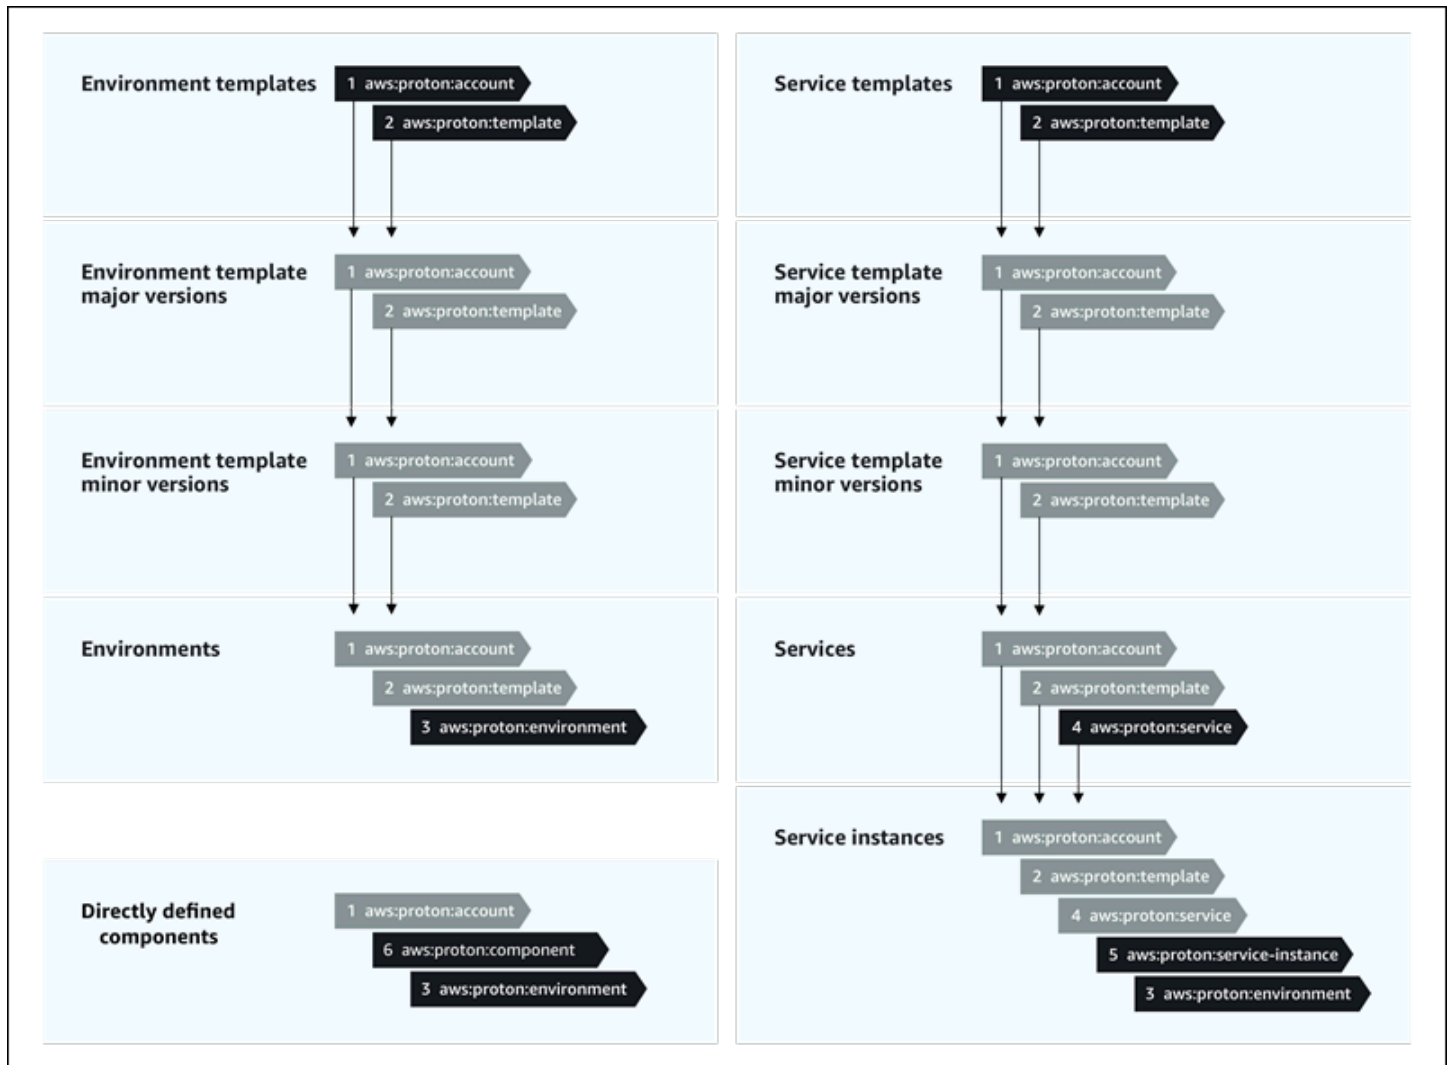 Environment templates
1 aws:proton:account
2 aws:proton:template
Environment template
major versions
1 aws:proton:account
2 aws:proton:template
Environment template
minor versions
1 aws:proton:account
2 aws:proton:template
Environments
1 aws:proton:account
2 aws:proton:template
3 aws:proton:environment
Directly defined
components
1 aws:proton:account
6 aws:proton:component
3 aws:proton:environment
Service templates
1 aws:proton:account
2 aws:proton:template
Service template
major versions
1 aws:proton:account
2 aws:proton:template
Service template
minor versions
1 aws:proton:account
2 aws:proton:template
Services
1 aws:proton:account
2 aws:proton:template
4 aws:proton:service
Service instances
1 aws:proton:account
2 aws:proton:template
4 aws:proton:service
5 aws:proton:service-instance
3 aws:proton:environment